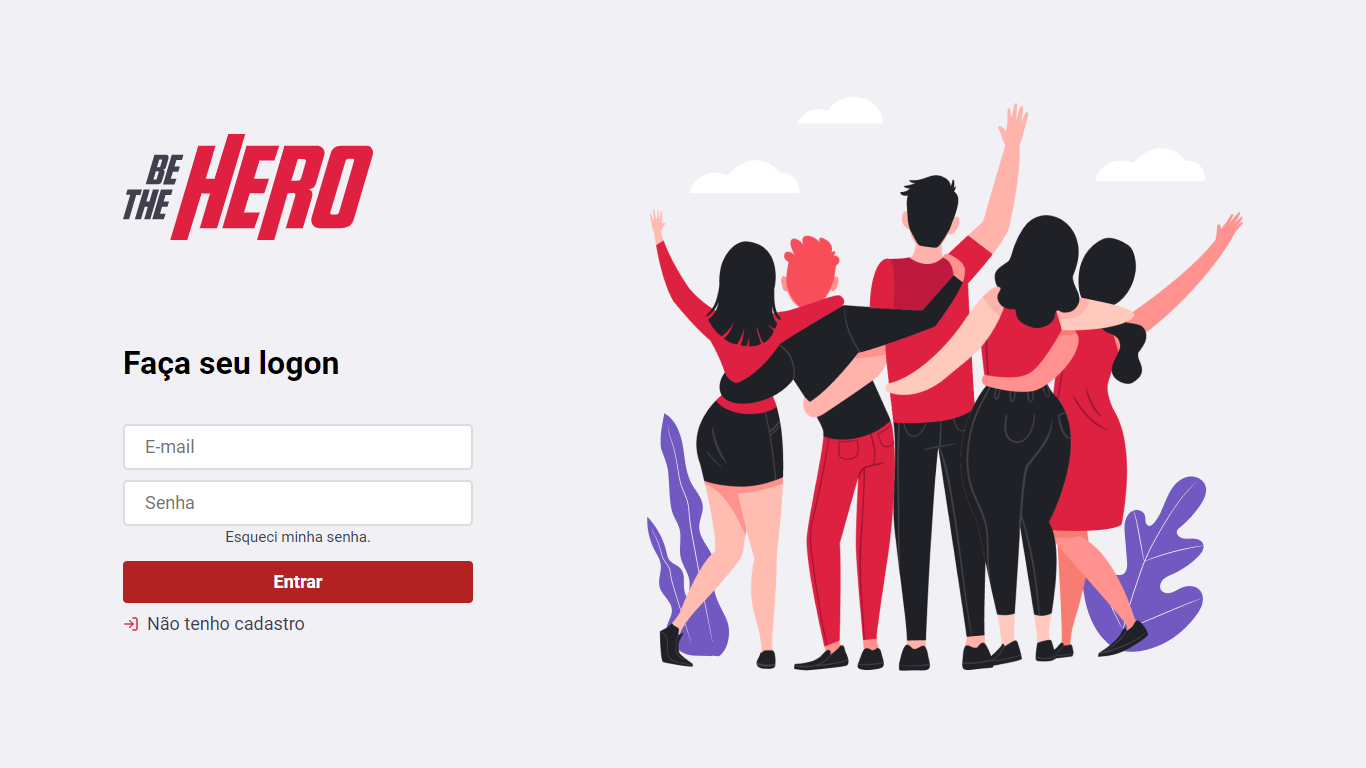 BE
THE HERO
Faça seu logon
E-mail
Senha
Esqueci minha senha.
Entrar
Não tenho cadastro